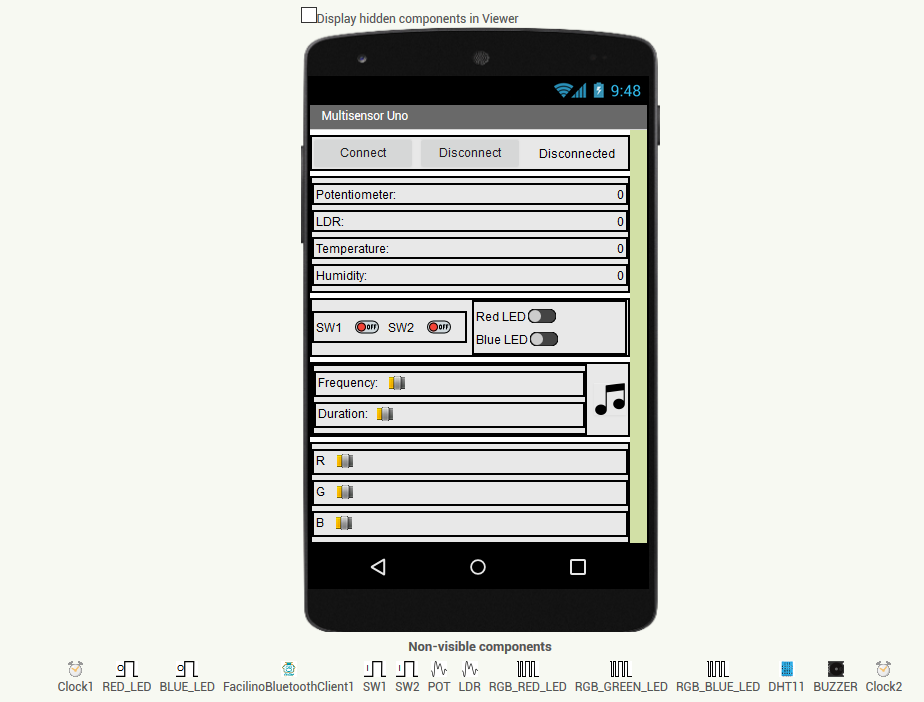 Display hidden components in Viewer
9:48
Multisensor Uno
Connect Disconnect Disconnected
Potentiometer: 0
LDR: 0
Temperature: 0
Humidity: 0
SW1 OFF SW2 OFF
Red LED
Blue LED
Frequency:
Duration:
R
G
B
Non-visible components
Clock1 RED_LED BLUE_LED FacilinoBluetoothClient1 SW1 SW2 POT LDR RGB_RED_LED RGB_GREEN_LED RGB_BLUE_LED DHT11 BUZZER Clock2